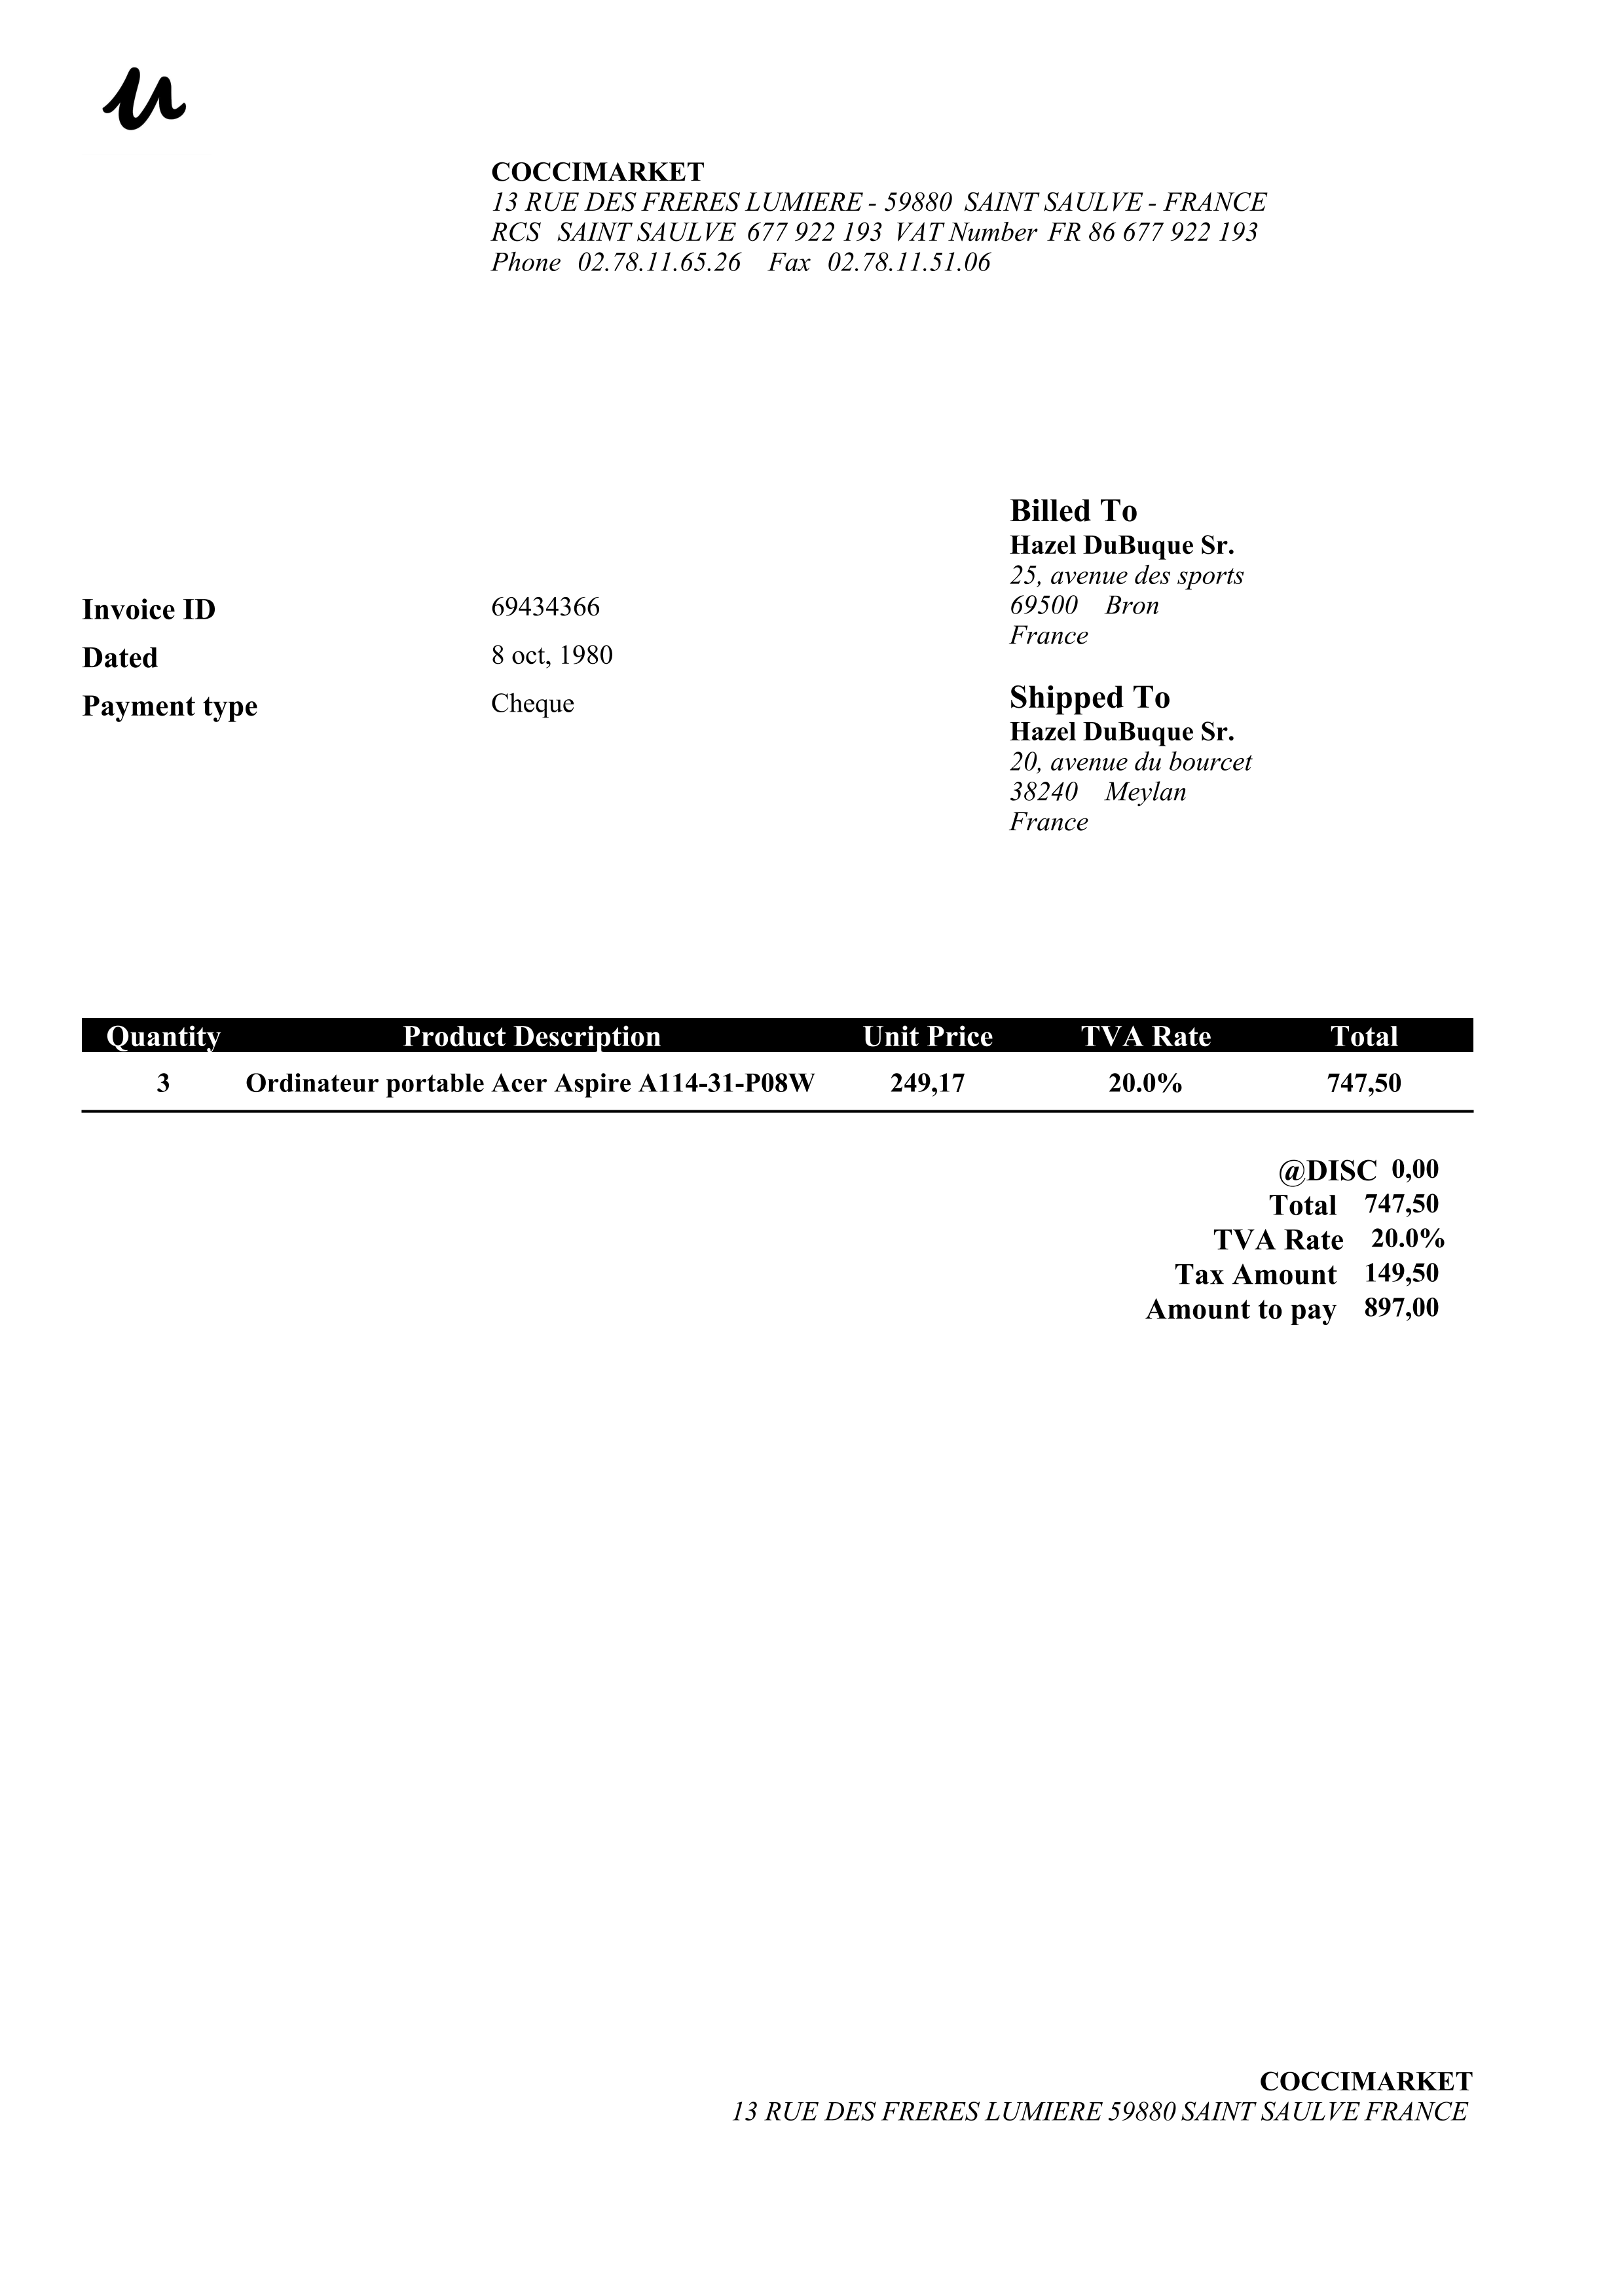 u
COCCIMARKET
13 RUE DES FRERES LUMIERE - 59880 SAINT SAULVE - FRANCE
RCS SAINT SAULVE 677 922 193 VAT Number FR 86 677 922 193
Phone 02.78.11.65.26 Fax 02.78.11.51.06
Billed To
Hazel DuBuque Sr.
25, avenue des sports
69500 Bron
France
Invoice ID 69434366
Dated 8 oct, 1980
Payment type Cheque
Shipped To
Hazel DuBuque Sr.
20, avenue du bourcet
38240 Meylan
France
Quantity Product Description Unit Price TVA Rate Total
3 Ordinateur portable Acer Aspire A114-31-P08W 249,17 20.0% 747,50
@DISC 0,00
Total 747,50
TVA Rate 20.0%
Tax Amount 149,50
Amount to pay 897,00
COCCIMARKET
13 RUE DES FRERES LUMIERE 59880 SAINT SAULVE FRANCE